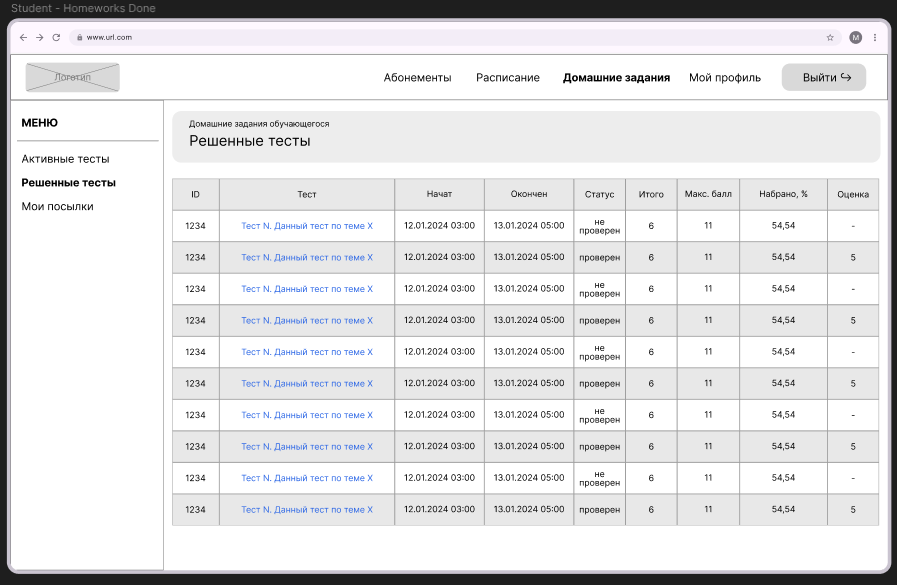 Student - Homeworks Done
www.url.com
M
Логотип
Абонементы Расписание Домашние задания Мой профиль Выйти
МЕНЮ
Активные тесты
Решенные тесты
Мои посылки
Домашние задания обучающегося
Решенные тесты
ID Тест Начат Окончен Статус Итого Макс. балл Набрано, % Оценка
1234 Тест N. Данный тест по теме X 12.01.2024 03:00 13.01.2024 05:00 не проверен 6 11 54,54 -
1234 Тест N. Данный тест по теме X 12.01.2024 03:00 13.01.2024 05:00 проверен 6 11 54,54 5
1234 Тест N. Данный тест по теме X 12.01.2024 03:00 13.01.2024 05:00 не проверен 6 11 54,54 -
1234 Тест N. Данный тест по теме X 12.01.2024 03:00 13.01.2024 05:00 проверен 6 11 54,54 5
1234 Тест N. Данный тест по теме X 12.01.2024 03:00 13.01.2024 05:00 не проверен 6 11 54,54 -
1234 Тест N. Данный тест по теме X 12.01.2024 03:00 13.01.2024 05:00 проверен 6 11 54,54 5
1234 Тест N. Данный тест по теме X 12.01.2024 03:00 13.01.2024 05:00 не проверен 6 11 54,54 -
1234 Тест N. Данный тест по теме X 12.01.2024 03:00 13.01.2024 05:00 проверен 6 11 54,54 5
1234 Тест N. Данный тест по теме X 12.01.2024 03:00 13.01.2024 05:00 не проверен 6 11 54,54 -
1234 Тест N. Данный тест по теме X 12.01.2024 03:00 13.01.2024 05:00 проверен 6 11 54,54 5